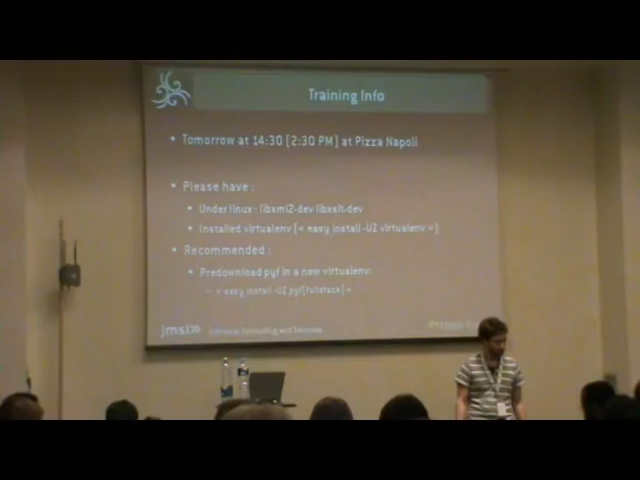 Training Info
• Tomorrow at 14:30 (2:30 PM) at Pizza Napoli
• Please have :
• Under linux : libxml2-dev libxslt-dev
• Installed virtualenv (« easy_install -UZ virtualenv »)
• Recommended :
• Predownload pyf in a new virtualenv:
– « easy_install -UZ pyf[fullstack] »
jmsi
Software Consulting and Services